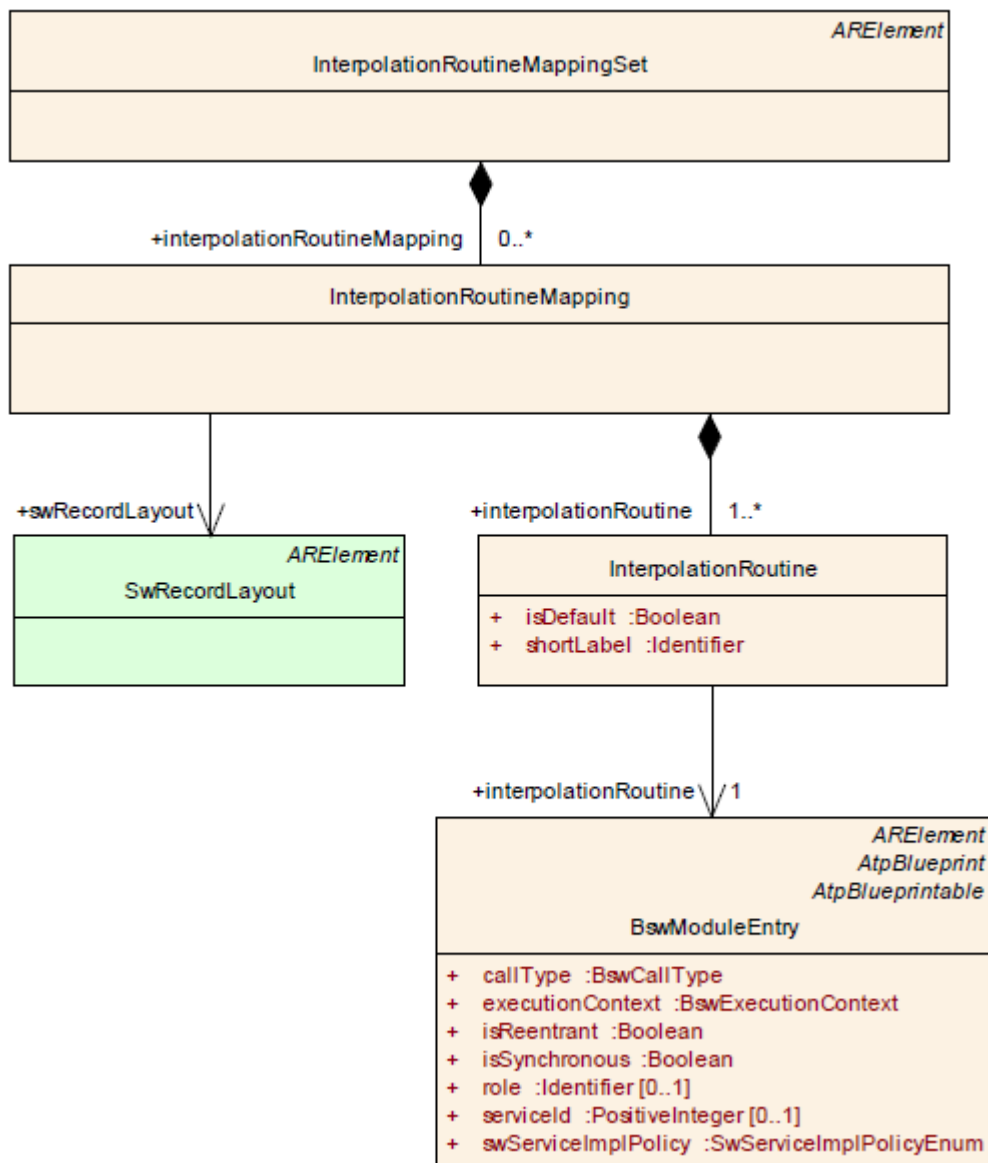 ARElement
InterpolationRoutineMappingSet
+interpolationRoutineMapping 0..*
InterpolationRoutineMapping
+swRecordLayout
+interpolationRoutine 1..*
ARElement
SwRecordLayout
InterpolationRoutine
+ isDefault :Boolean
+ shortLabel :Identifier
+interpolationRoutine 1
ARElement
AtpBlueprint
AtpBlueprintable
BswModuleEntry
+ callType :BswCallType
+ executionContext :BswExecutionContext
+ isReentrant :Boolean
+ isSynchronous :Boolean
+ role :Identifier [0..1]
+ serviceId :PositiveInteger [0..1]
+ swServiceImplPolicy :SwServiceImplPolicyEnum